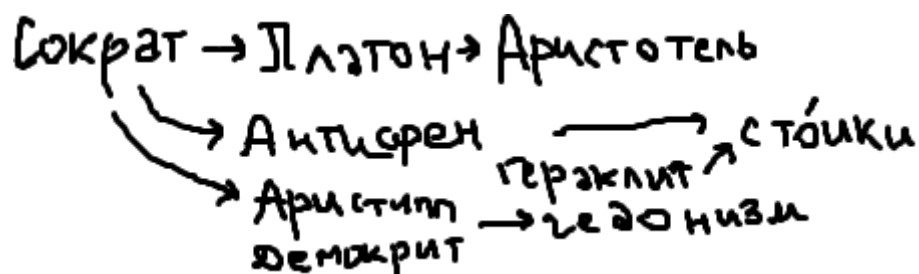 Сократ → Платон → Аристотель
→ Антисфен → стóики
Гераклит ↗
→ Аристипп → гедонизм
Демокрит